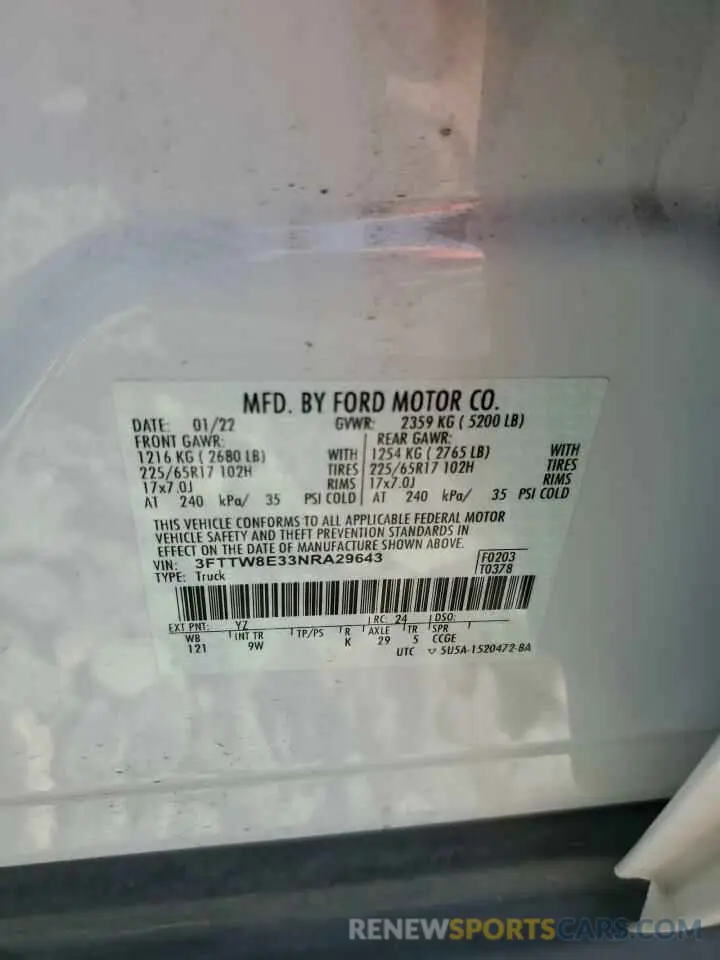 MFD. BY FORD MOTOR CO.
DATE: 01/22 GVWR: 2359 KG ( 5200 LB)
FRONT GAWR: REAR GAWR:
1216 KG ( 2680 LB) WITH 1254 KG ( 2765 LB) WITH
225/65R17 102H TIRES 225/65R17 102H TIRES
17x7.0J RIMS 17x7.0J RIMS
AT 240 kPa/ 35 PSI COLD AT 240 kPa/ 35 PSI COLD
THIS VEHICLE CONFORMS TO ALL APPLICABLE FEDERAL MOTOR
VEHICLE SAFETY AND THEFT PREVENTION STANDARDS IN
EFFECT ON THE DATE OF MANUFACTURE SHOWN ABOVE.
VIN: 3FTTW8E33NRA29643 F0203
TYPE: Truck T0378
EXT PNT: YZ RC: 24 DSO:
WB INT TR TP/PS R AXLE TR SPR
121 9W K 29 5 CCGE
UTC 5U5A-1520472-BA
RENEWSPORTSCARS.COM